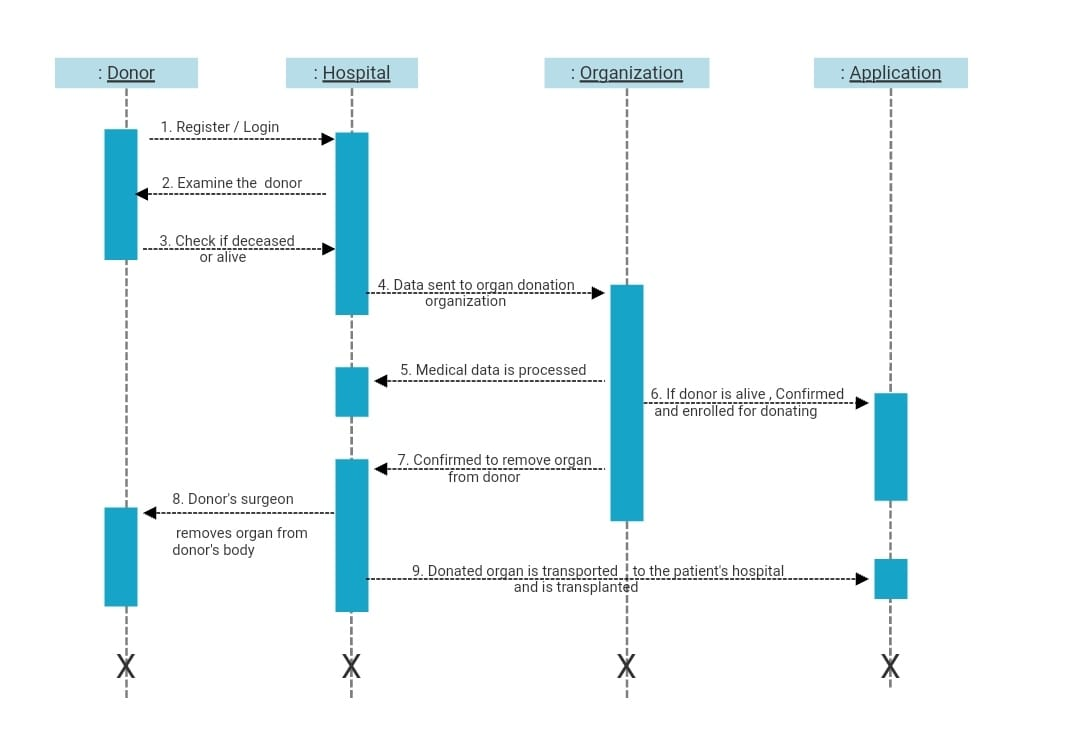 : Donor
: Hospital
: Organization
: Application
1. Register / Login
2. Examine the donor
3. Check if deceased
or alive
4. Data sent to organ donation
organization
5. Medical data is processed
6. If donor is alive , Confirmed
and enrolled for donating
7. Confirmed to remove organ
from donor
8. Donor's surgeon
removes organ from
donor's body
9. Donated organ is transported to the patient's hospital
and is transplanted
X
X
X
X